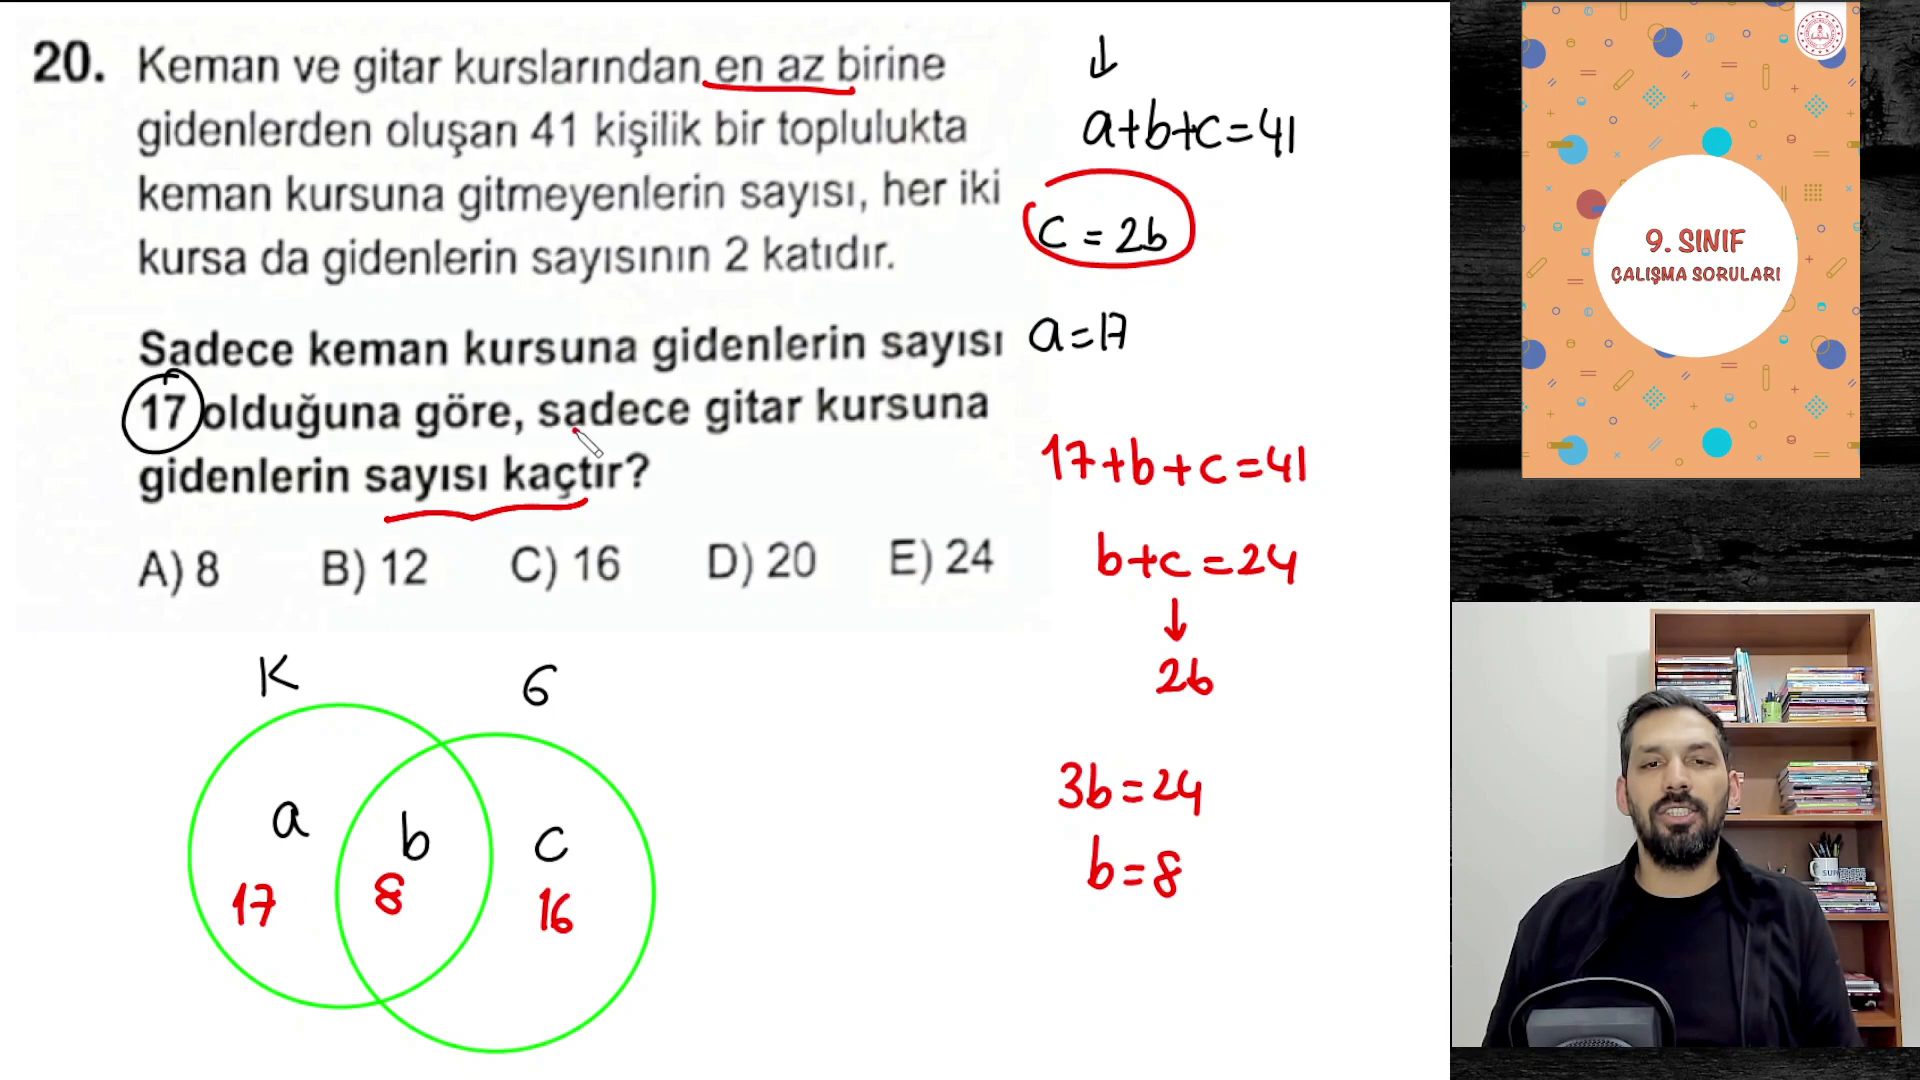 20. Keman ve gitar kurslarından en az birine
gidenlerden oluşan 41 kişilik bir toplulukta
keman kursuna gitmeyenlerin sayısı, her iki
kursa da gidenlerin sayısının 2 katıdır.
Sadece keman kursuna gidenlerin sayısı
17 olduğuna göre, sadece gitar kursuna
gidenlerin sayısı kaçtır?
A) 8 B) 12 C) 16 D) 20 E) 24
K G
a b c
17 8 16
a+b+c=41
c = 2b
a=17
17+b+c=41
b+c=24
2b
3b=24
b=8
9. SINIF
ÇALIŞMA SORULARI